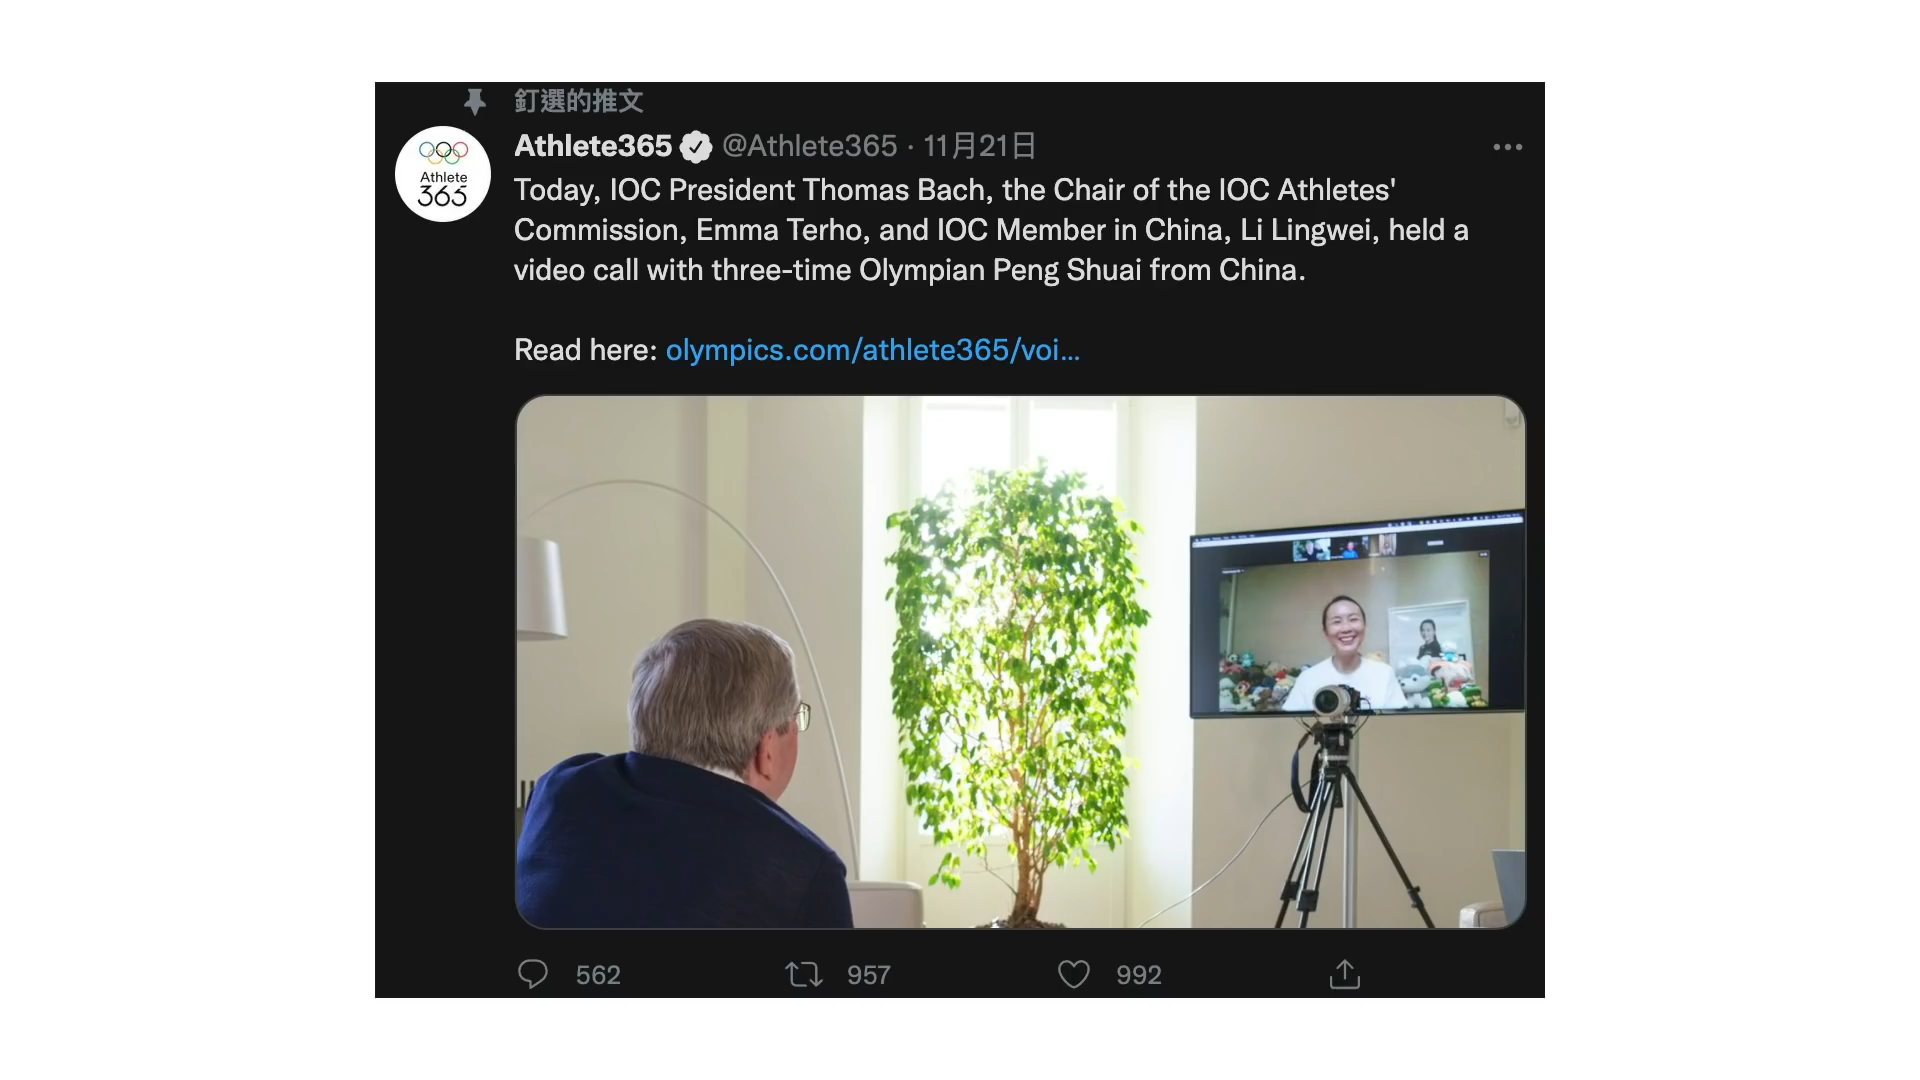 釘選的推文
Athlete365 @Athlete365 · 11月21日
Athlete
365
Today, IOC President Thomas Bach, the Chair of the IOC Athletes'
Commission, Emma Terho, and IOC Member in China, Li Lingwei, held a
video call with three-time Olympian Peng Shuai from China.
Read here: olympics.com/athlete365/voi…
562
957
992